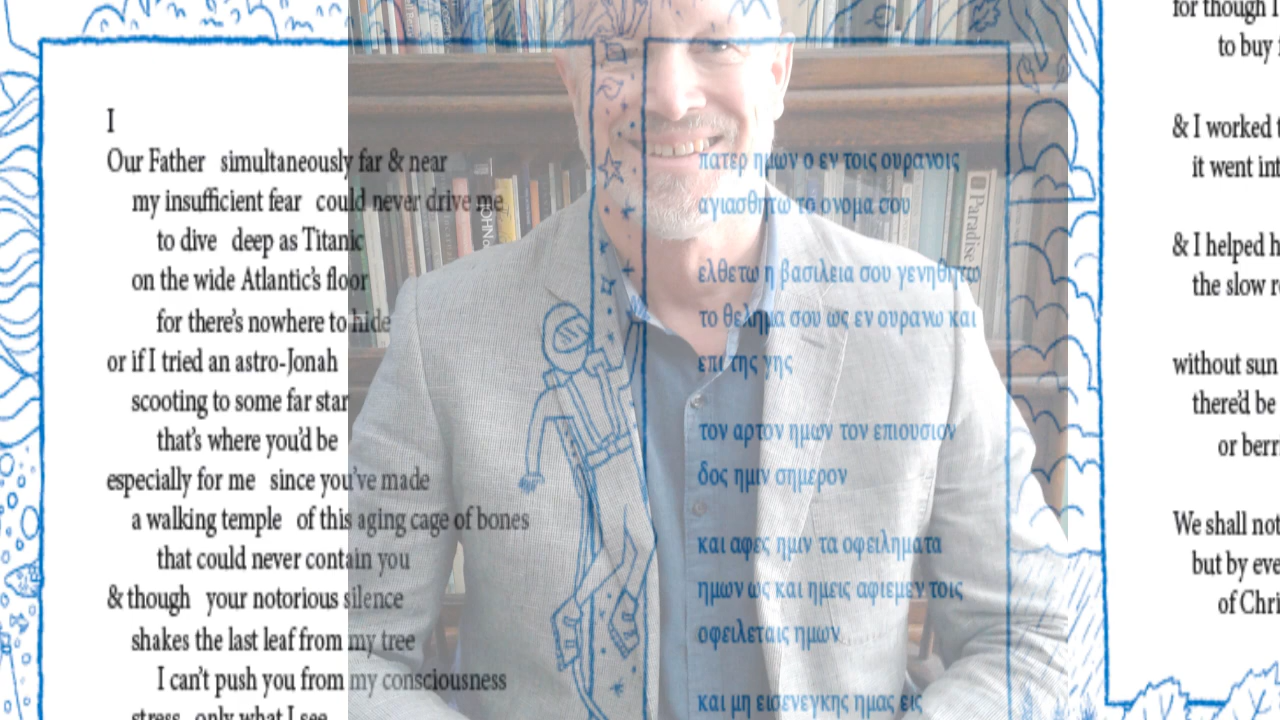 I
Our Father simultaneously far & near
my insufficient fear could never drive me
to dive deep as Titanic
on the wide Atlantic's floor
for there's nowhere to hide
or if I tried an astro-Jonah
scooting to some far star
that's where you'd be
especially for me since you've made
a walking temple of this aging cage of bones
that could never contain you
& though your notorious silence
shakes the last leaf from my tree
I can't push you from my consciousness
stress only what I see
πατερ ημων ο εν τοις ουρανοις
αγιασθητω το ονομα σου
ελθετω η βασιλεια σου γενηθητω
το θελημα σου ως εν ουρανω και
επι της γης
τον αρτον ημων τον επιουσιον
δος ημιν σημερον
και αφες ημιν τα οφειληματα
ημων ως και ημεις αφιεμεν τοις
οφειλεταις ημων
και μη εισενεγκης ημας εις
for though I
to buy
& I worked
it went
& I helped
the slow
without sun
there'd be
or
We shall not
but by
of
Paradise